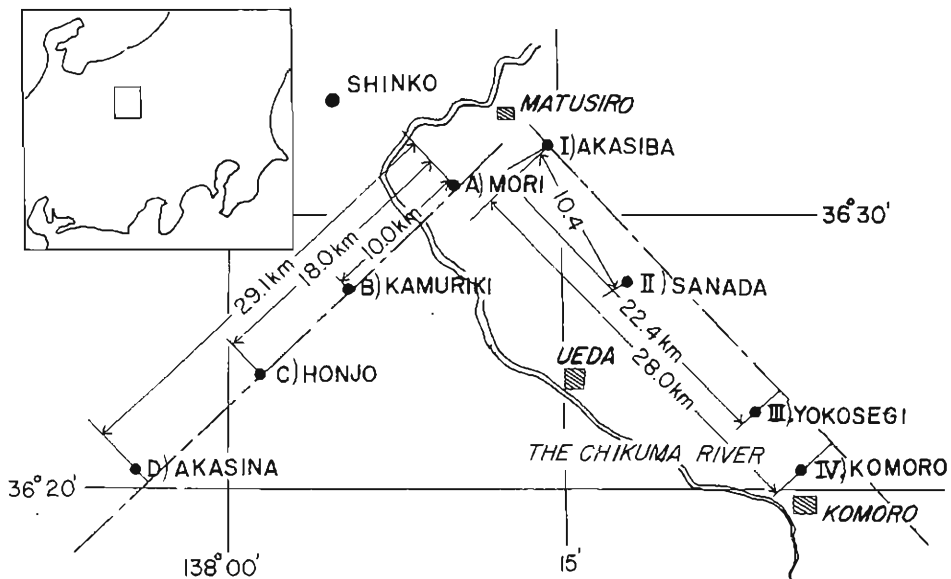 SHINKO
MATUSIRO
I) AKASIBA
A) MORI
10.4
36°30'
10.0km
18.0km
29.1km
B) KAMURIKI
II) SANADA
22.4km
28.0km
UEDA
C) HONJO
III) YOKOSEGI
THE CHIKUMA RIVER
D) AKASINA
IV) KOMORO
36°20'
KOMORO
138°00'
15'